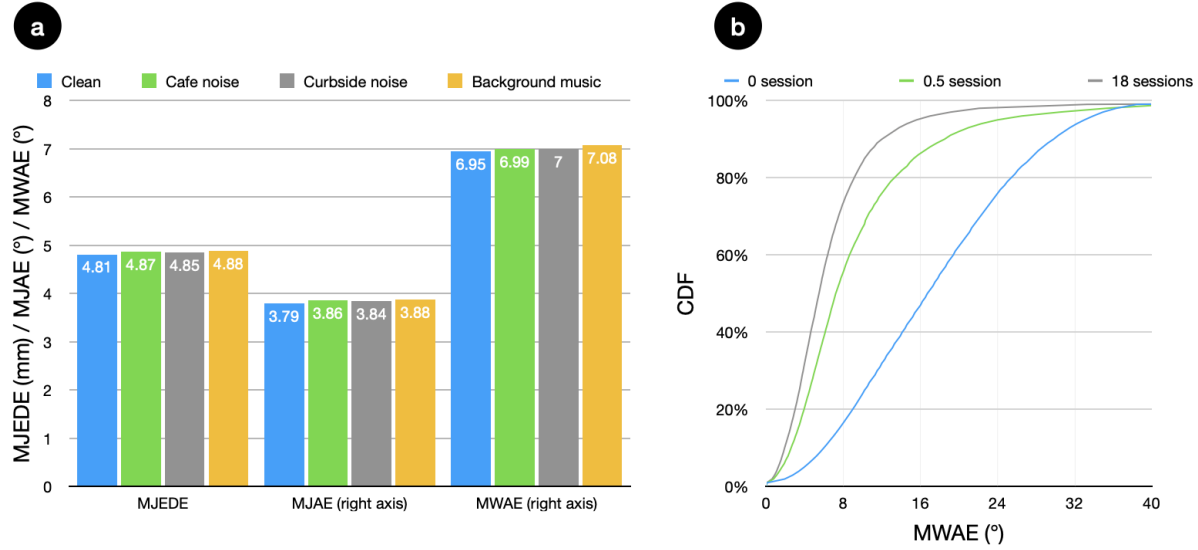 a
Clean Cafe noise Curbside noise Background music
MJEDE (mm) / MJAE (°) / MWAE (°)
8
7
6
5
4
3
2
1
0
4.81 4.87 4.85 4.88
3.79 3.86 3.84 3.88
6.95 6.99 7 7.08
MJEDE MJAE (right axis) MWAE (right axis)
b
0 session 0.5 session 18 sessions
CDF
100%
80%
60%
40%
20%
0%
0 8 16 24 32 40
MWAE (°)